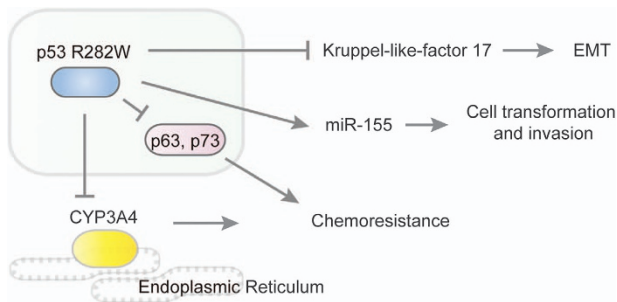 p53 R282W
Kruppel-like-factor 17
EMT
miR-155
Cell transformation
and invasion
p63, p73
CYP3A4
Chemoresistance
Endoplasmic Reticulum